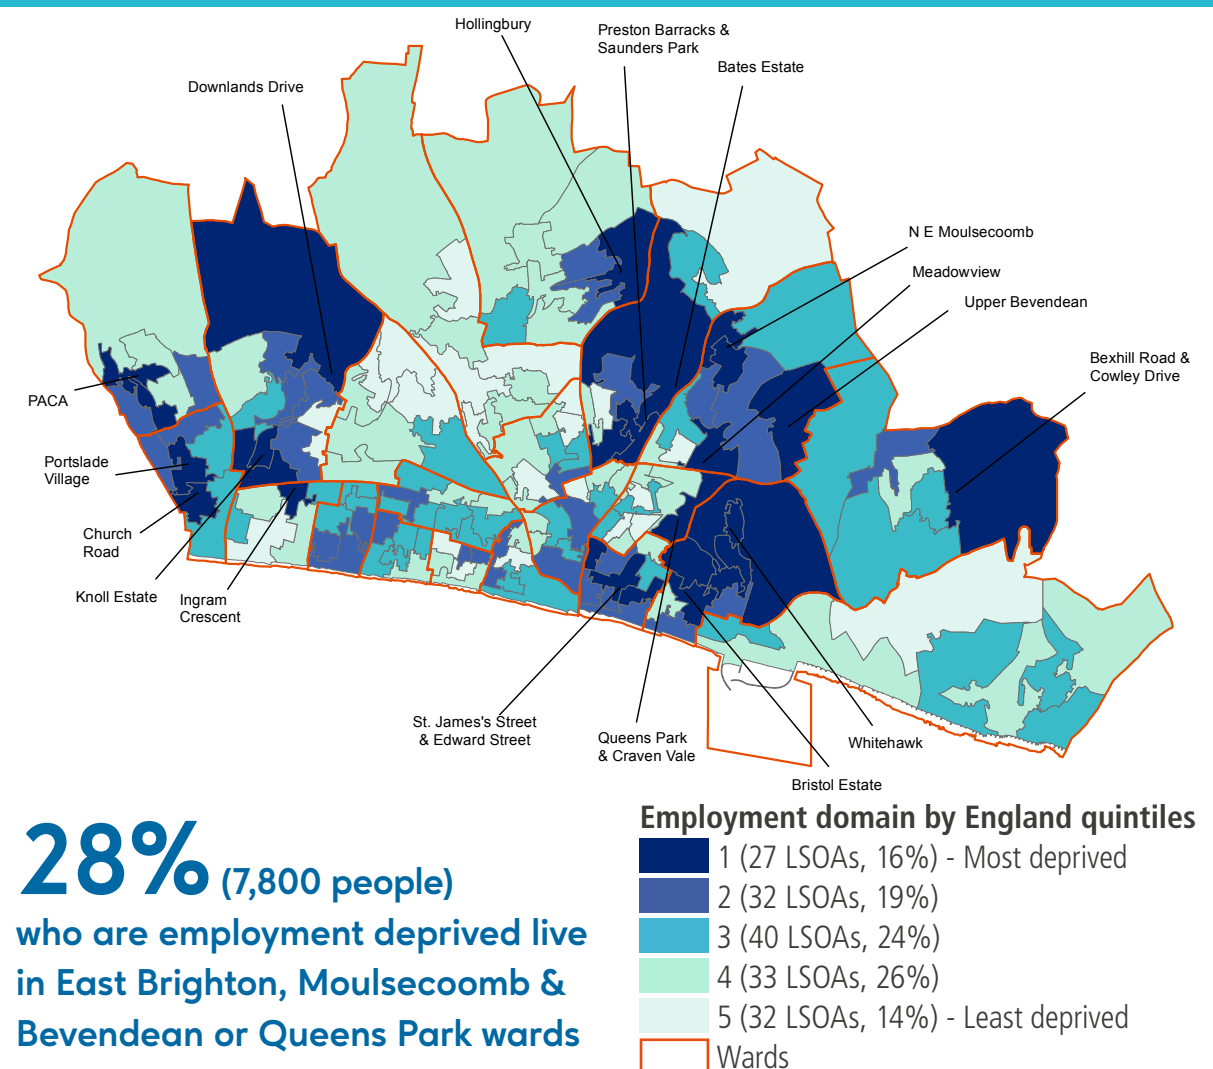 Hollingbury
Preston Barracks &
Saunders Park
Bates Estate
Downlands Drive
N E Moulsecoomb
Meadowview
Upper Bevendean
Bexhill Road &
Cowley Drive
PACA
Portslade
Village
Church
Road
Knoll Estate
Ingram
Crescent
St. James's Street
& Edward Street
Queens Park
& Craven Vale
Whitehawk
Bristol Estate
28% (7,800 people)
who are employment deprived live
in East Brighton, Moulsecoomb &
Bevendean or Queens Park wards
Employment domain by England quintiles
1 (27 LSOAs, 16%) - Most deprived
2 (32 LSOAs, 19%)
3 (40 LSOAs, 24%)
4 (33 LSOAs, 26%)
5 (32 LSOAs, 14%) - Least deprived
Wards